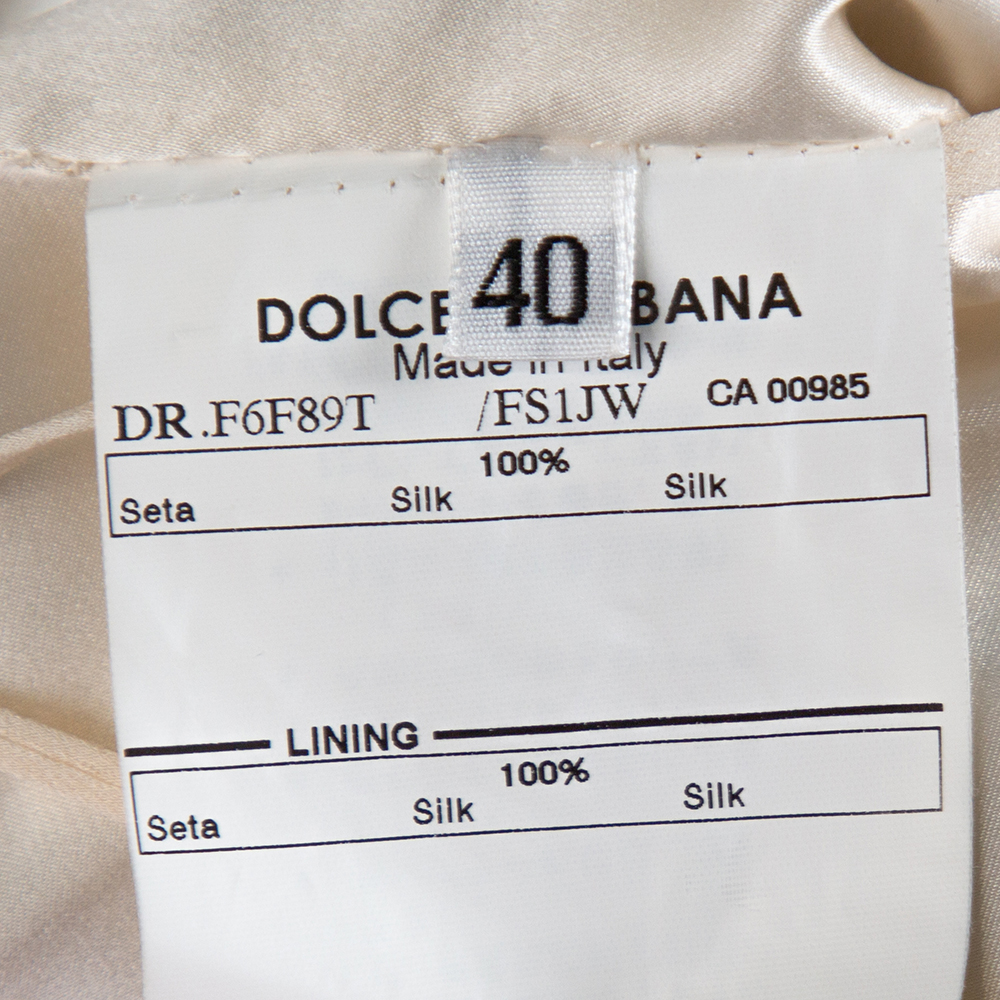 40
DOLCE BANA
Made in Italy
DR.F6F89T /FS1JW CA 00985
100%
Seta Silk Silk
LINING
100%
Seta Silk Silk